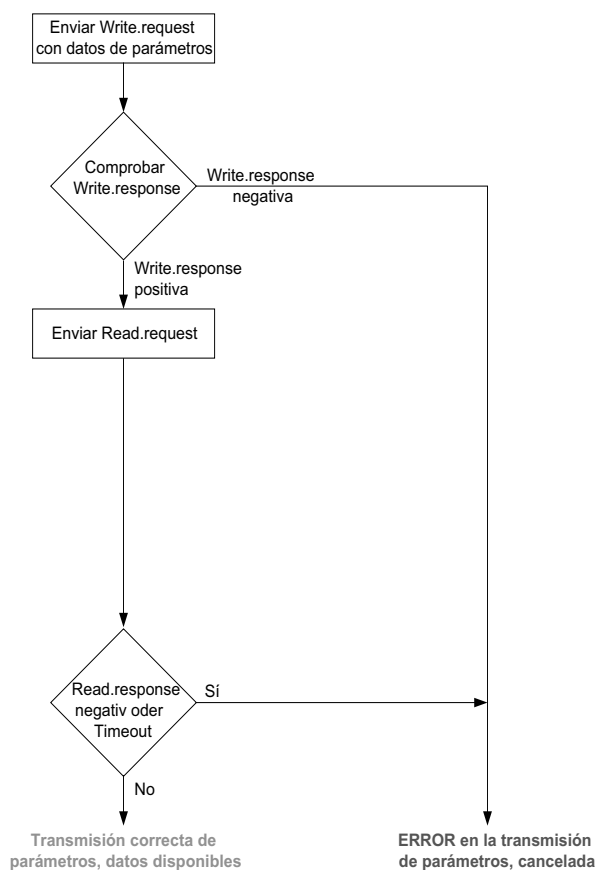 Enviar Write.request
con datos de parámetros
Comprobar
Write.response
Write.response
negativa
Write.response
positiva
Enviar Read.request
Read.response
negativ oder
Timeout
Sí
No
Transmisión correcta de
parámetros, datos disponibles
ERROR en la transmisión
de parámetros, cancelada